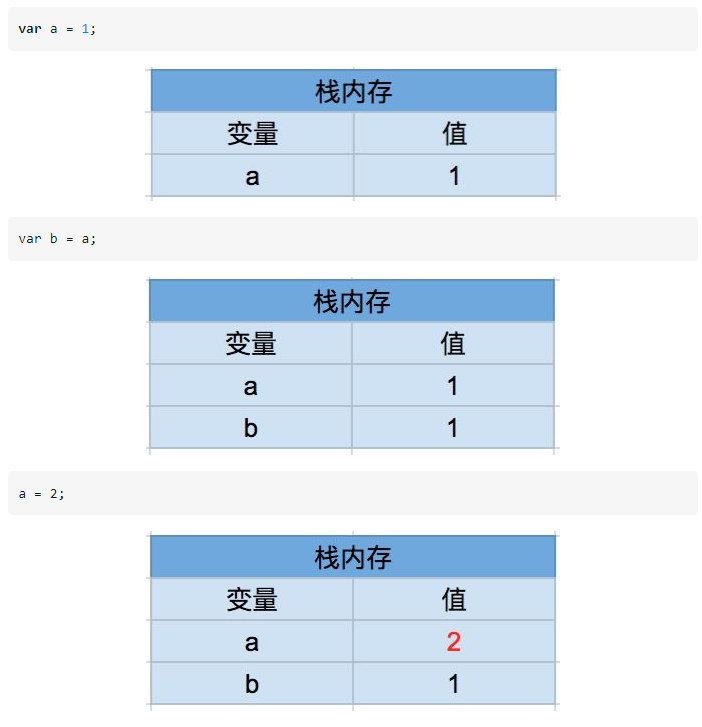 var a = 1;
栈内存
变量 值
a 1
var b = a;
栈内存
变量 值
a 1
b 1
a = 2;
栈内存
变量 值
a 2
b 1